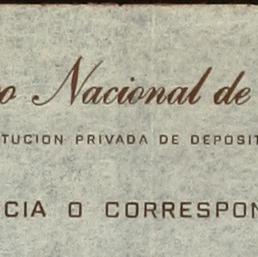 o Nacional de
TUCION PRIVADA DE DEPOSIT
CIA O CORRESPON